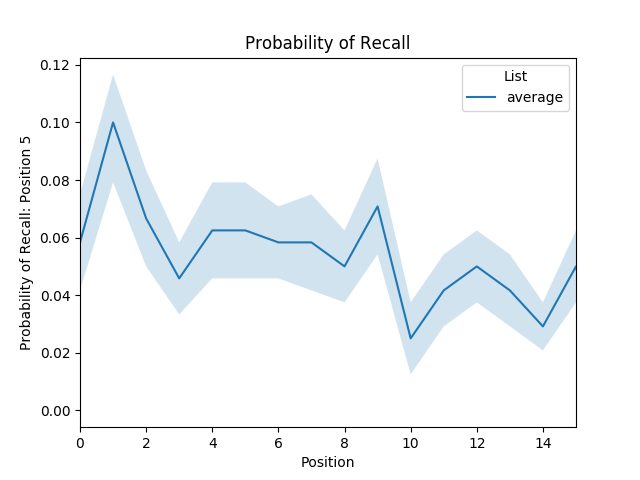 Probability of Recall
List
average
Probability of Recall: Position 5
0.12
0.10
0.08
0.06
0.04
0.02
0.00
0 2 4 6 8 10 12 14
Position